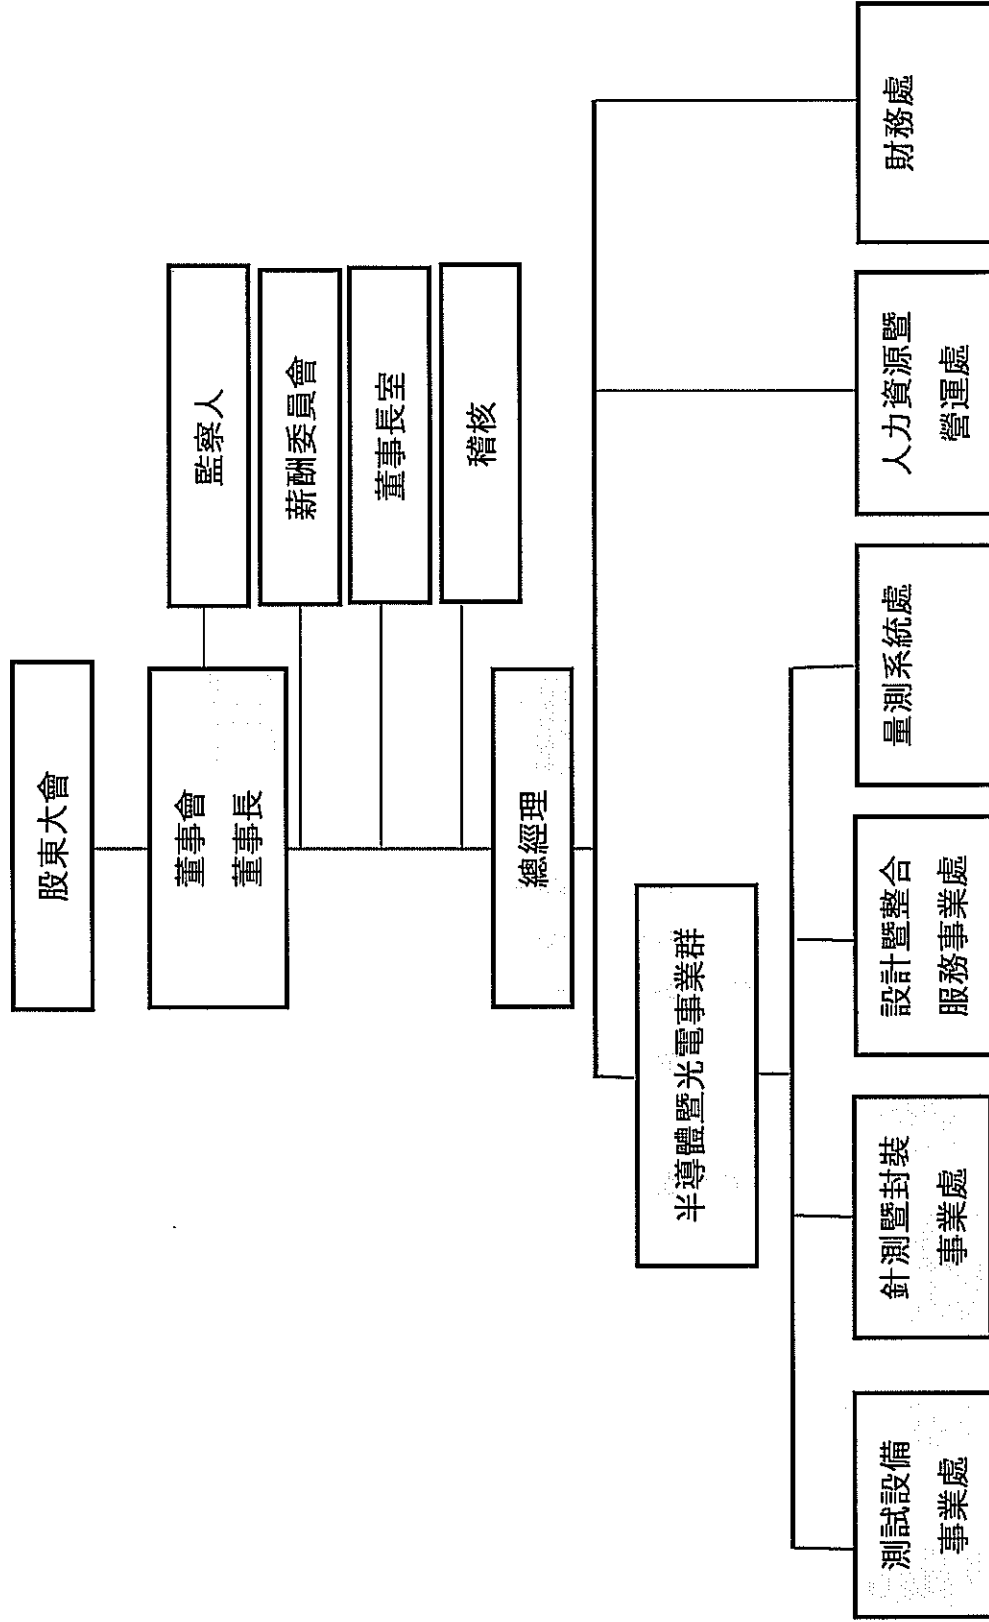 股東大會
董事會
董事長
監察人
薪酬委員會
董事長室
稽核
總經理
半導體暨光電事業群
測試設備
事業處
針測暨封裝
事業處
設計暨整合
服務事業處
量測系統處
人力資源暨
營運處
財務處